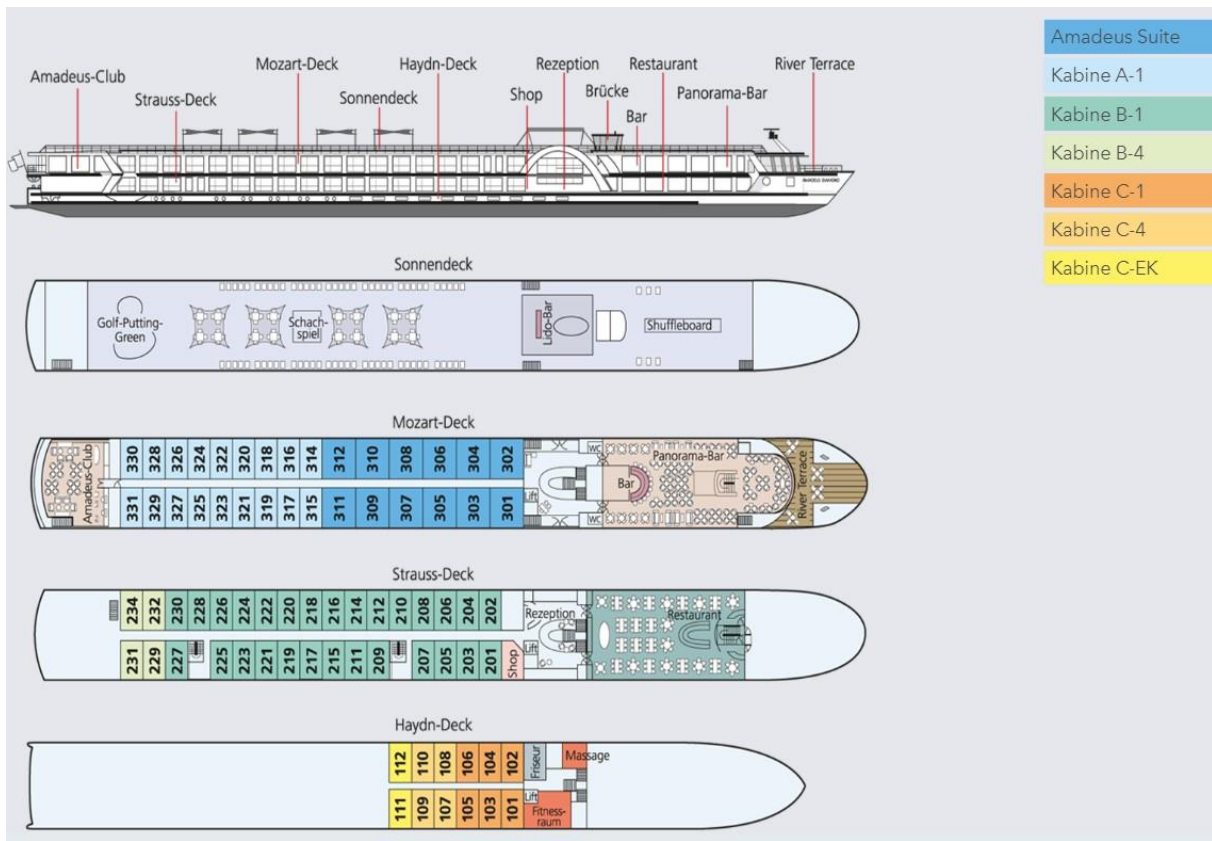 Amadeus-Club
Strauss-Deck
Mozart-Deck
Sonnendeck
Haydn-Deck
Shop
Rezeption
Brücke
Bar
Restaurant
Panorama-Bar
River Terrace
Amadeus Suite
Kabine A-1
Kabine B-1
Kabine B-4
Kabine C-1
Kabine C-4
Kabine C-EK
Sonnendeck
Golf-Putting-
Green
Schach-
spiel
Lido-Bar
Shuffleboard
Mozart-Deck
Amadeus-Club
330 328 326 324 322 320 318 316 314 312 310 308 306 304 302
331 329 327 325 323 321 319 317 315 311 309 307 305 303 301
Lift
WC
WC
Bar
Panorama-Bar
River Terrace
Strauss-Deck
234 232 230 228 226 224 222 220 218 216 214 212 210 208 206 204 202
231 229 227 225 223 221 219 217 215 211 209 207 205 203 201
Shop
Rezeption
Lift
Restaurant
Haydn-Deck
112 110 108 106 104 102
111 109 107 105 103 101
Friseur
Massage
Lift
Fitness-
raum